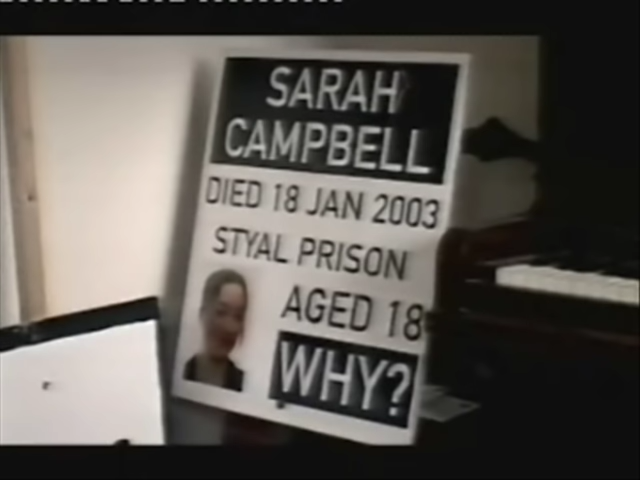 SARAH
CAMPBELL
DIED 18 JAN 2003
STYAL PRISON
AGED 18
WHY?